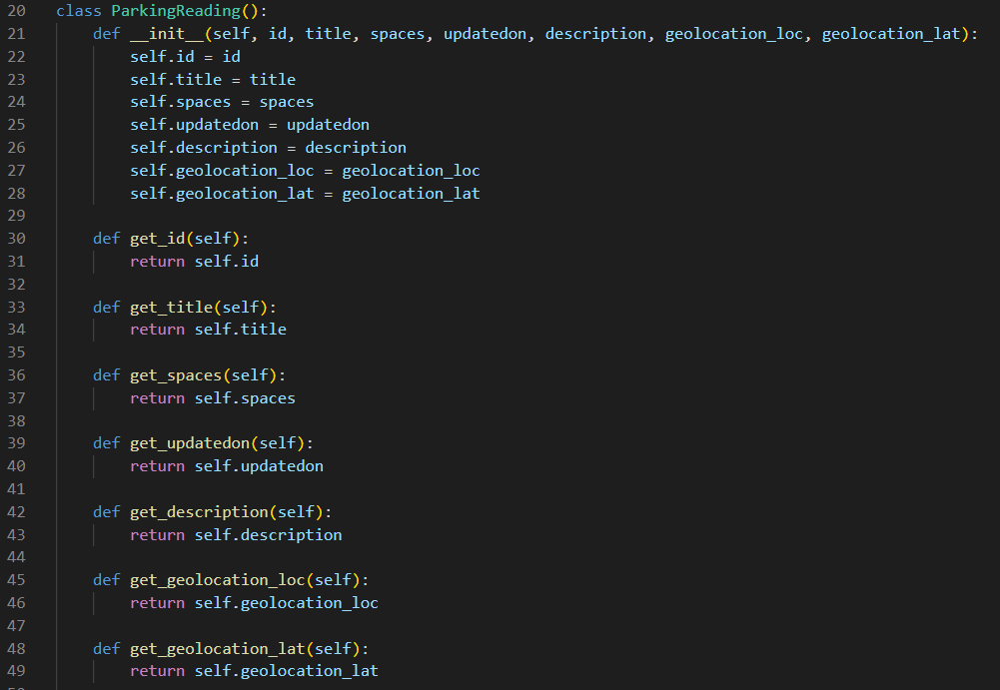 20 class ParkingReading():
21     def __init__(self, id, title, spaces, updatedon, description, geolocation_loc, geolocation_lat):
22         self.id = id
23         self.title = title
24         self.spaces = spaces
25         self.updatedon = updatedon
26         self.description = description
27         self.geolocation_loc = geolocation_loc
28         self.geolocation_lat = geolocation_lat
29
30     def get_id(self):
31         return self.id
32
33     def get_title(self):
34         return self.title
35
36     def get_spaces(self):
37         return self.spaces
38
39     def get_updatedon(self):
40         return self.updatedon
41
42     def get_description(self):
43         return self.description
44
45     def get_geolocation_loc(self):
46         return self.geolocation_loc
47
48     def get_geolocation_lat(self):
49         return self.geolocation_lat